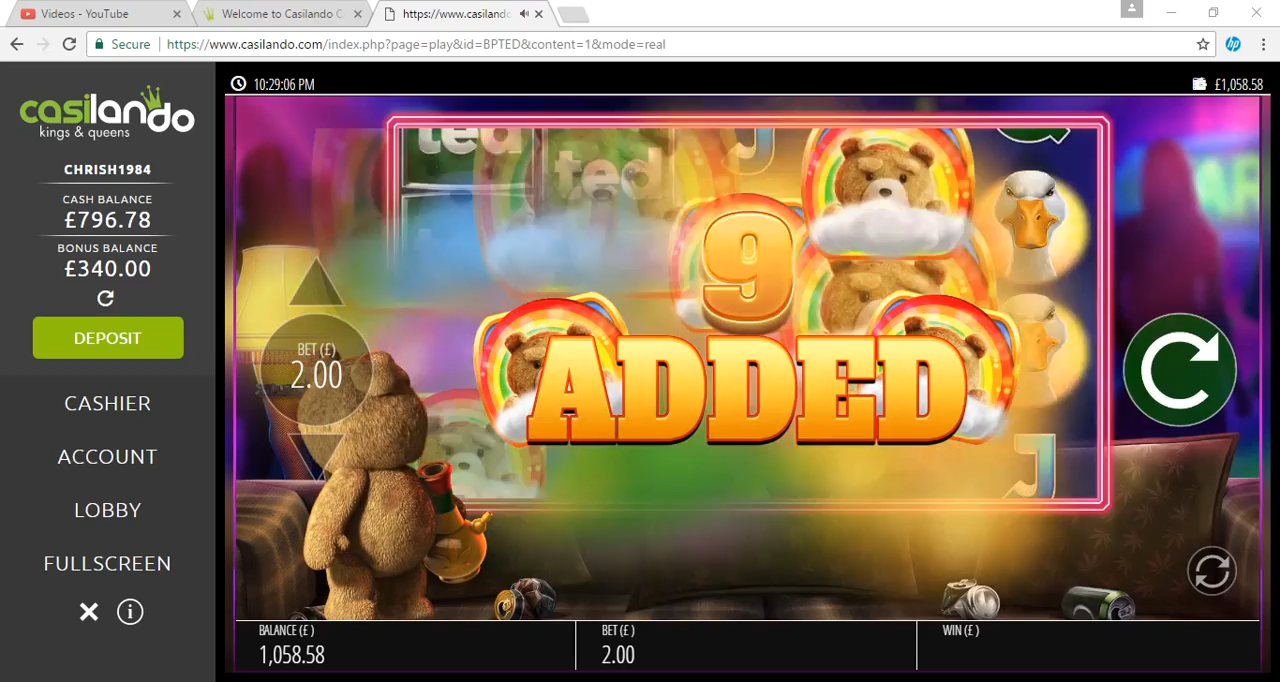 Videos - YouTube
Welcome to Casilando C
https://www.casilando
Secure
https://www.casilando.com/index.php?page=play&id=BPTED&content=1&mode=real
hp
casilando
kings & queens
CHRISH1984
CASH BALANCE
£796.78
BONUS BALANCE
£340.00
DEPOSIT
CASHIER
ACCOUNT
LOBBY
FULLSCREEN
10:29:06 PM
£1,058.58
ted
ted
J
9
ADDED
BET (£)
2.00
J
BALANCE (£)
1,058.58
BET (£)
2.00
WIN (£)